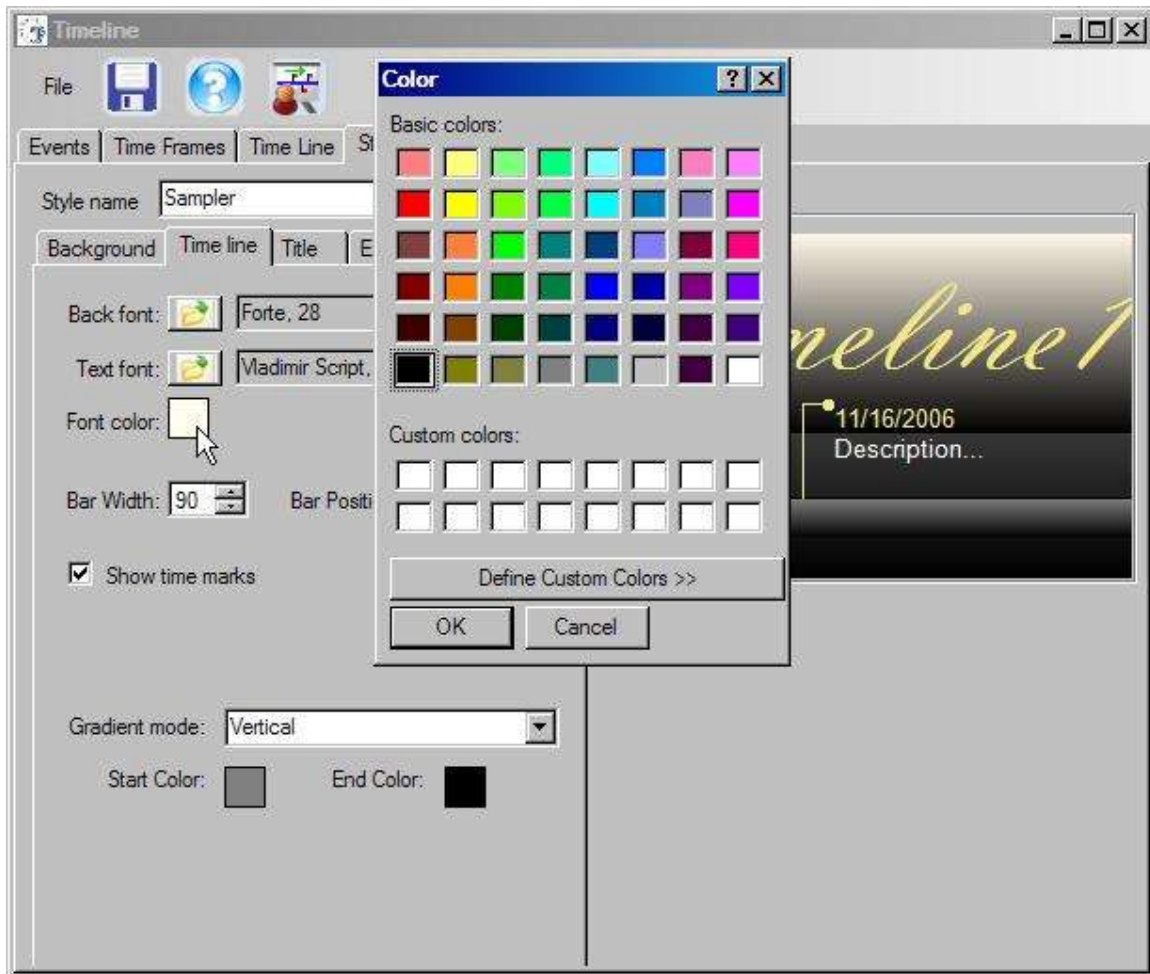 Timeline
File
Events
Time Frames
Time Line
Style name
Sampler
Background
Time line
Title
Back font:
Forte, 28
Text font:
Vladimir Script,
Font color:
Bar Width:
90
Bar Positi
Show time marks
Gradient mode:
Vertical
Start Color:
End Color:
Color
Basic colors:
Custom colors:
Define Custom Colors >>
OK
Cancel
meline1
11/16/2006
Description...